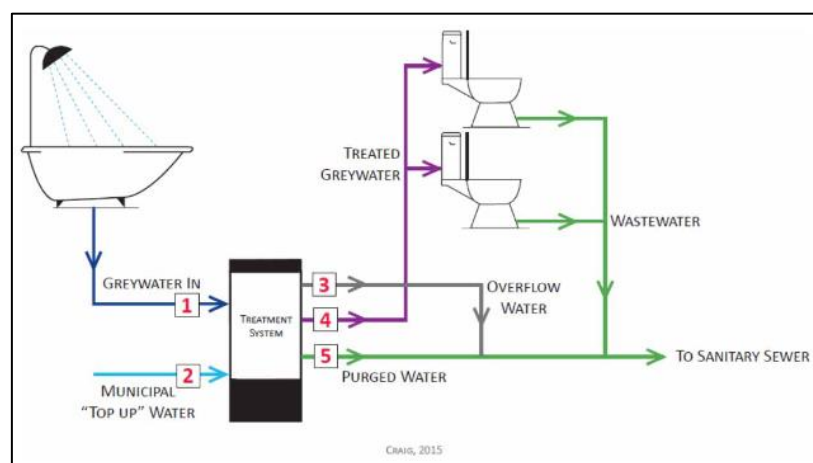 TREATED
GREYWATER
WASTEWATER
GREYWATER IN
1
3
OVERFLOW
WATER
TREATMENT
SYSTEM
4
2
MUNICIPAL
“TOP UP” WATER
5
PURGED WATER
TO SANITARY SEWER
CRAIG, 2015